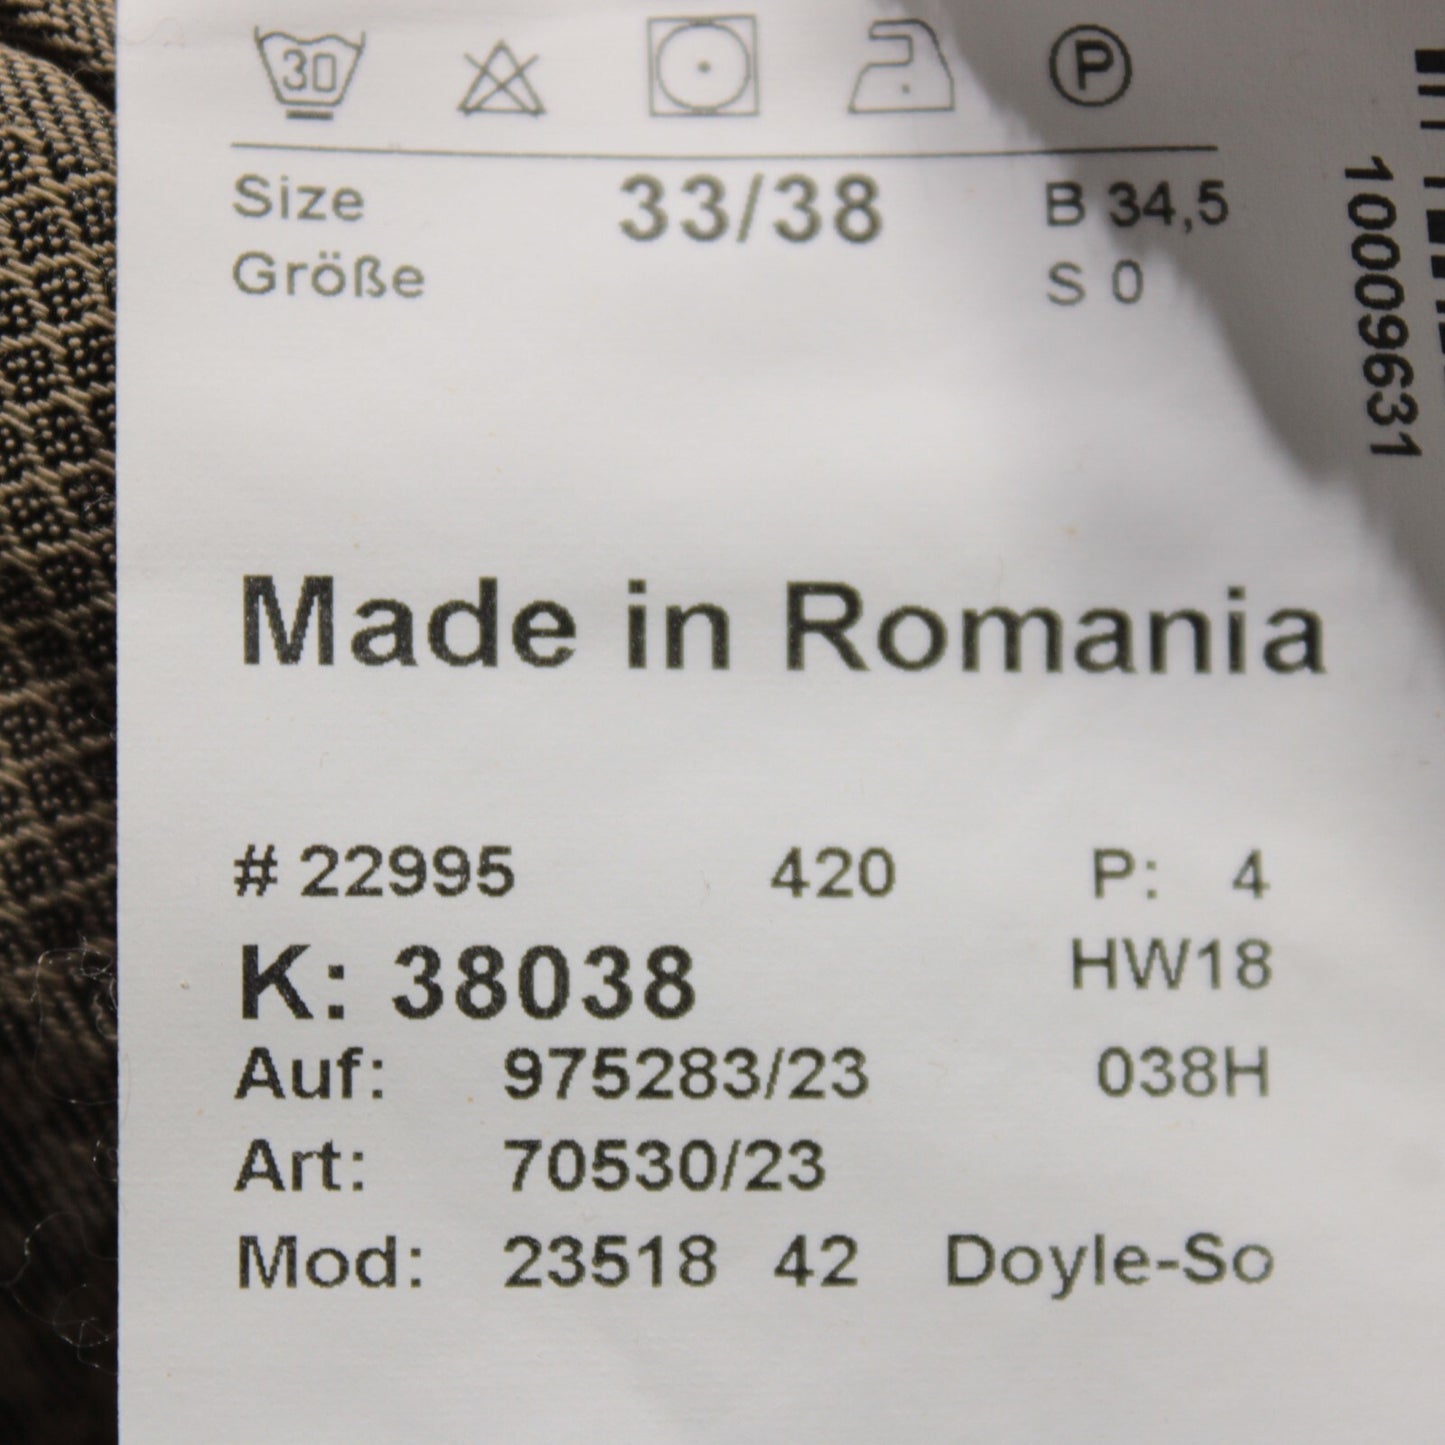 30 P
Size 33/38 B 34,5
Größe S 0
Made in Romania
# 22995 420 P: 4
K: 38038 HW18
Auf: 975283/23 038H
Art: 70530/23
Mod: 23518 42 Doyle-So
10009631